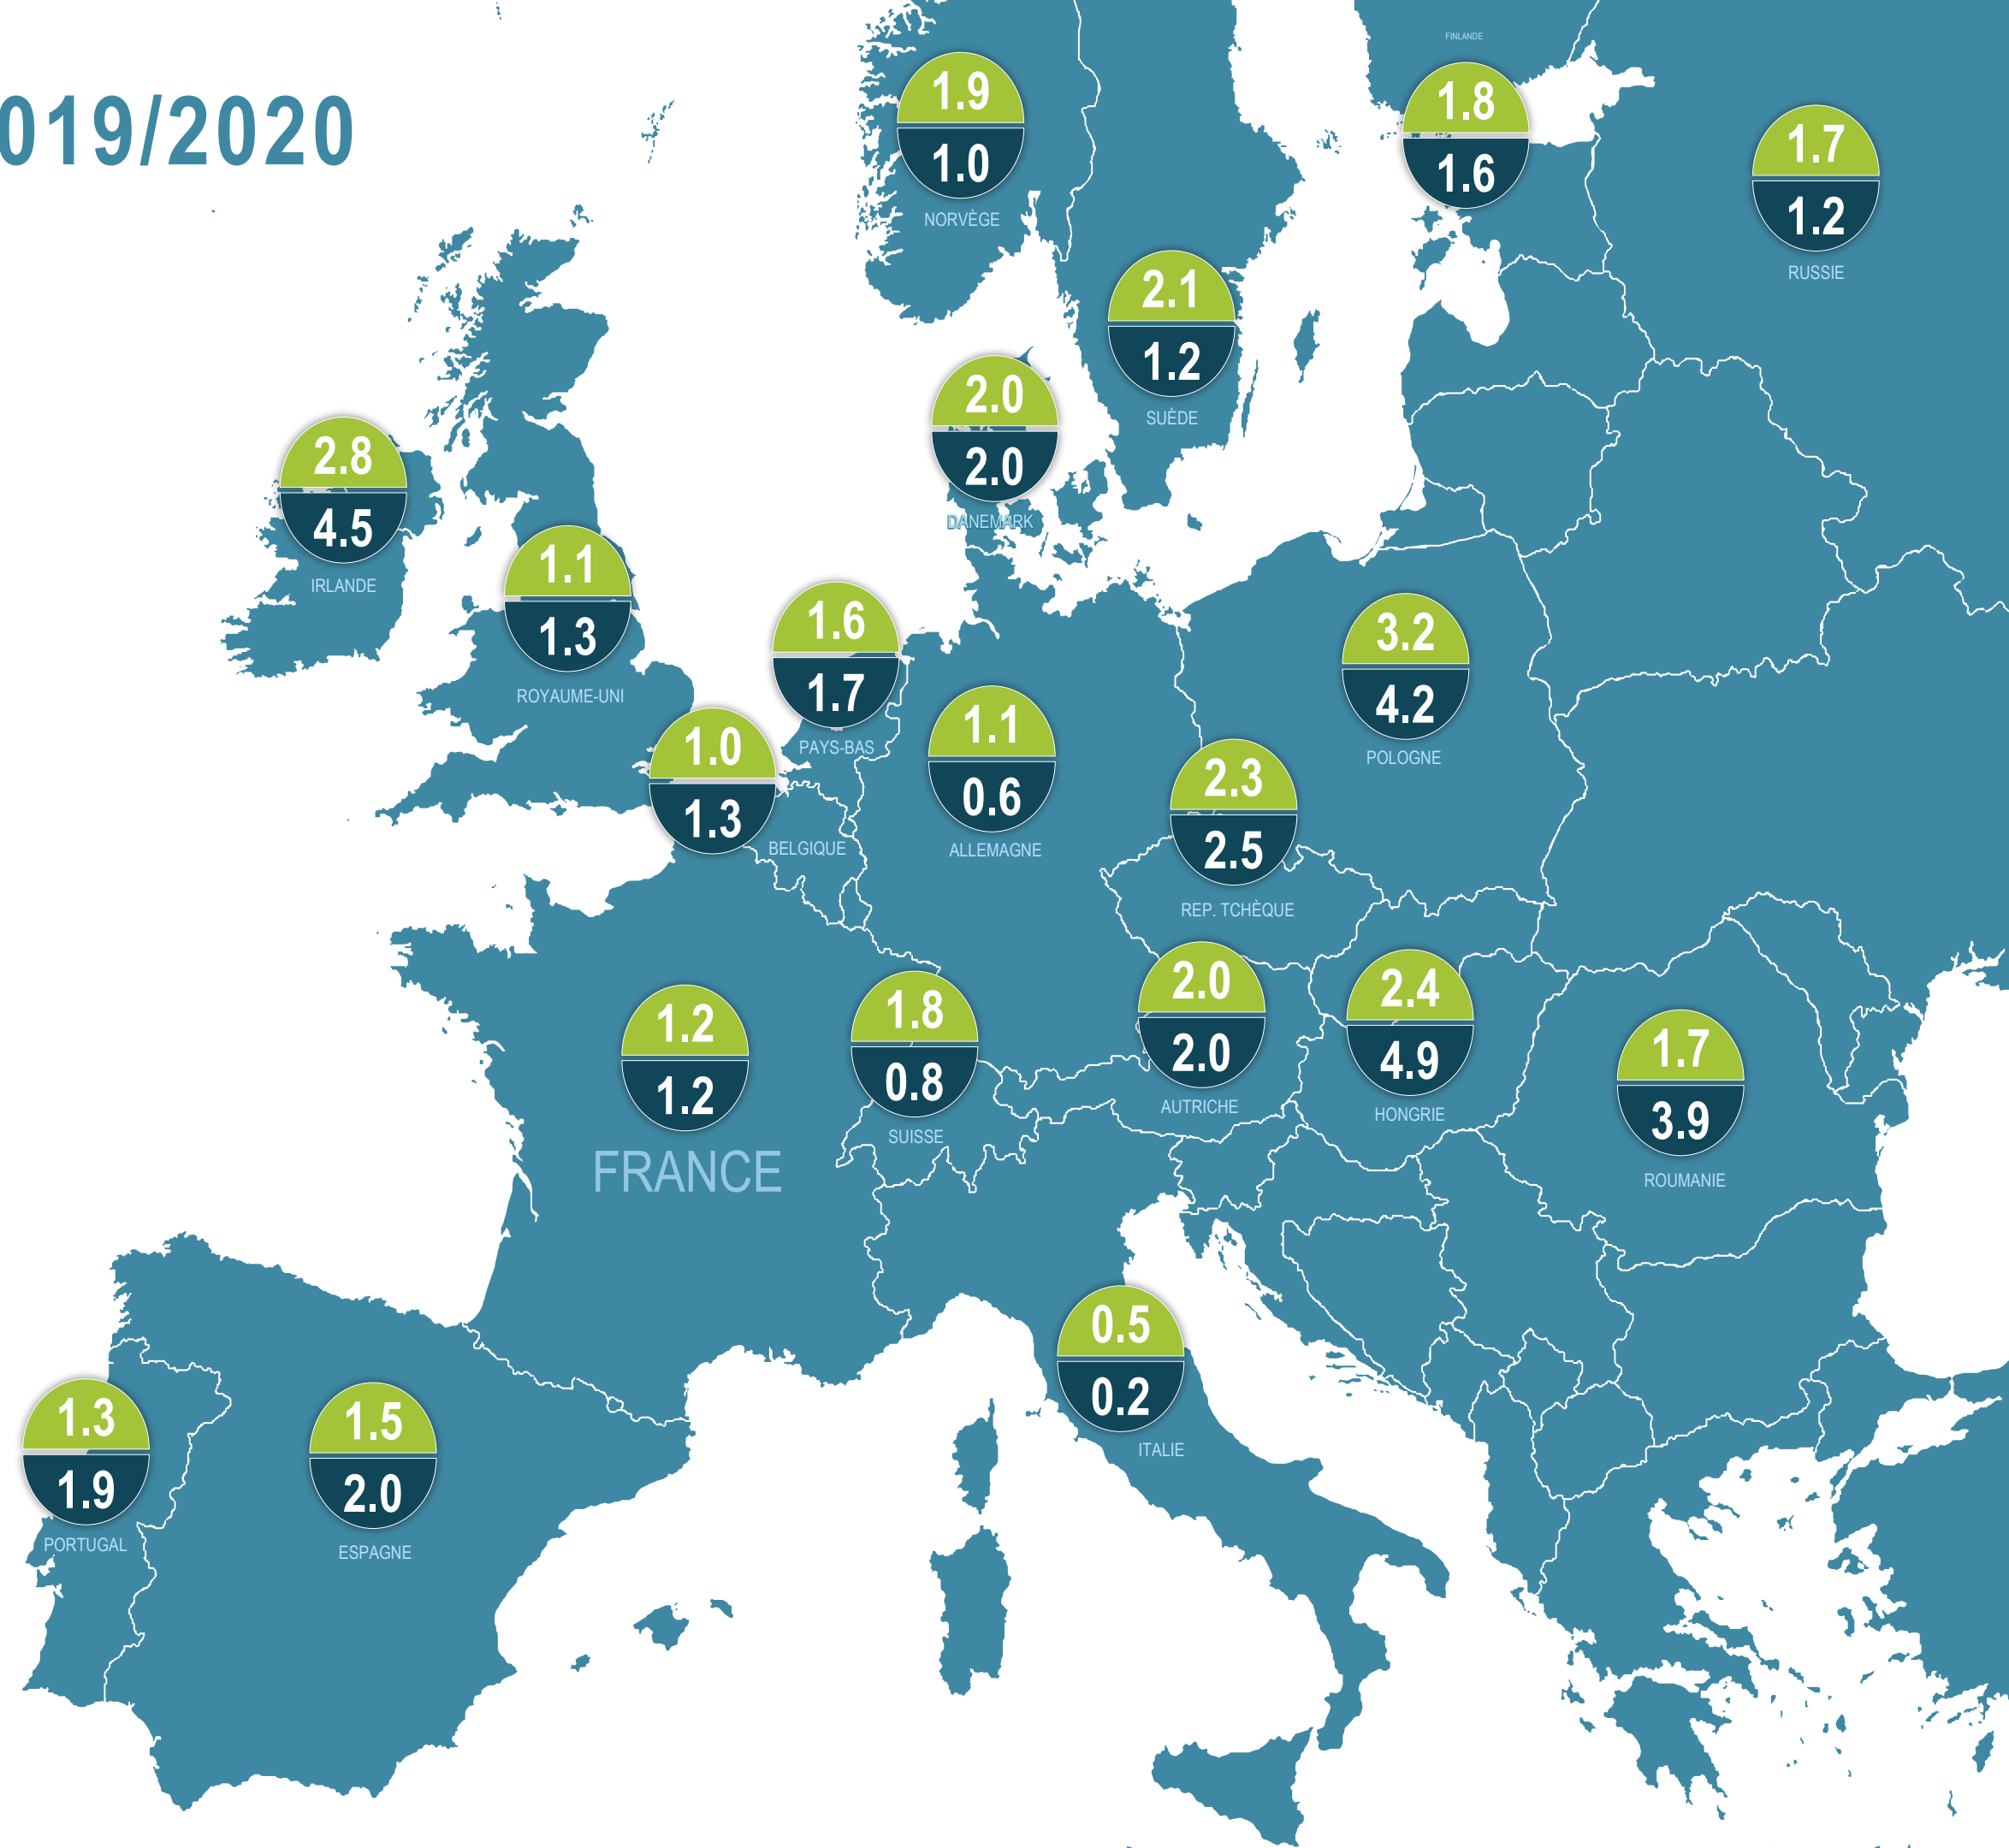 019/2020
FINLANDE
1.8
1.6
1.9
1.0
NORVÈGE
1.7
1.2
RUSSIE
2.1
1.2
SUÈDE
2.0
2.0
DANEMARK
2.8
4.5
IRLANDE
1.1
1.3
ROYAUME-UNI
1.6
1.7
PAYS-BAS
3.2
4.2
POLOGNE
1.1
0.6
ALLEMAGNE
1.0
1.3
BELGIQUE
2.3
2.5
REP. TCHÈQUE
2.0
2.0
AUTRICHE
2.4
4.9
HONGRIE
1.8
0.8
SUISSE
1.2
1.2
FRANCE
1.7
3.9
ROUMANIE
0.5
0.2
ITALIE
1.3
1.9
PORTUGAL
1.5
2.0
ESPAGNE